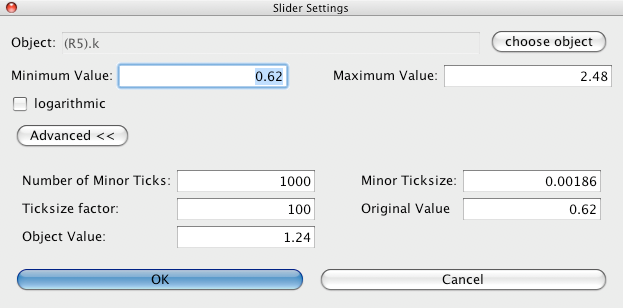 Slider Settings
Object: (R5).k choose object
Minimum Value: 0.62 Maximum Value: 2.48
logarithmic
Advanced <<
Number of Minor Ticks: 1000 Minor Ticksize: 0.00186
Ticksize factor: 100 Original Value 0.62
Object Value: 1.24
OK Cancel